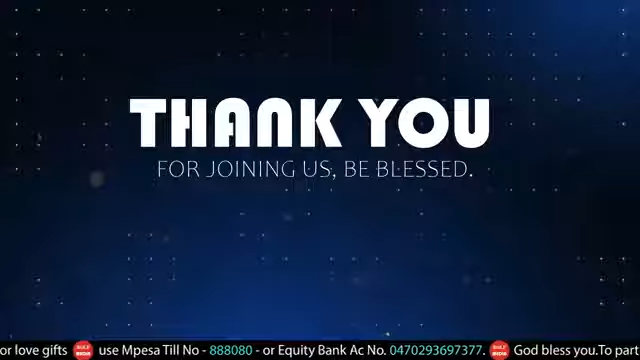 THANK YOU
FOR JOINING US, BE BLESSED.
or love gifts use Mpesa Till No - 888080 - or Equity Bank Ac No. 0470293697377. God bless you.To part